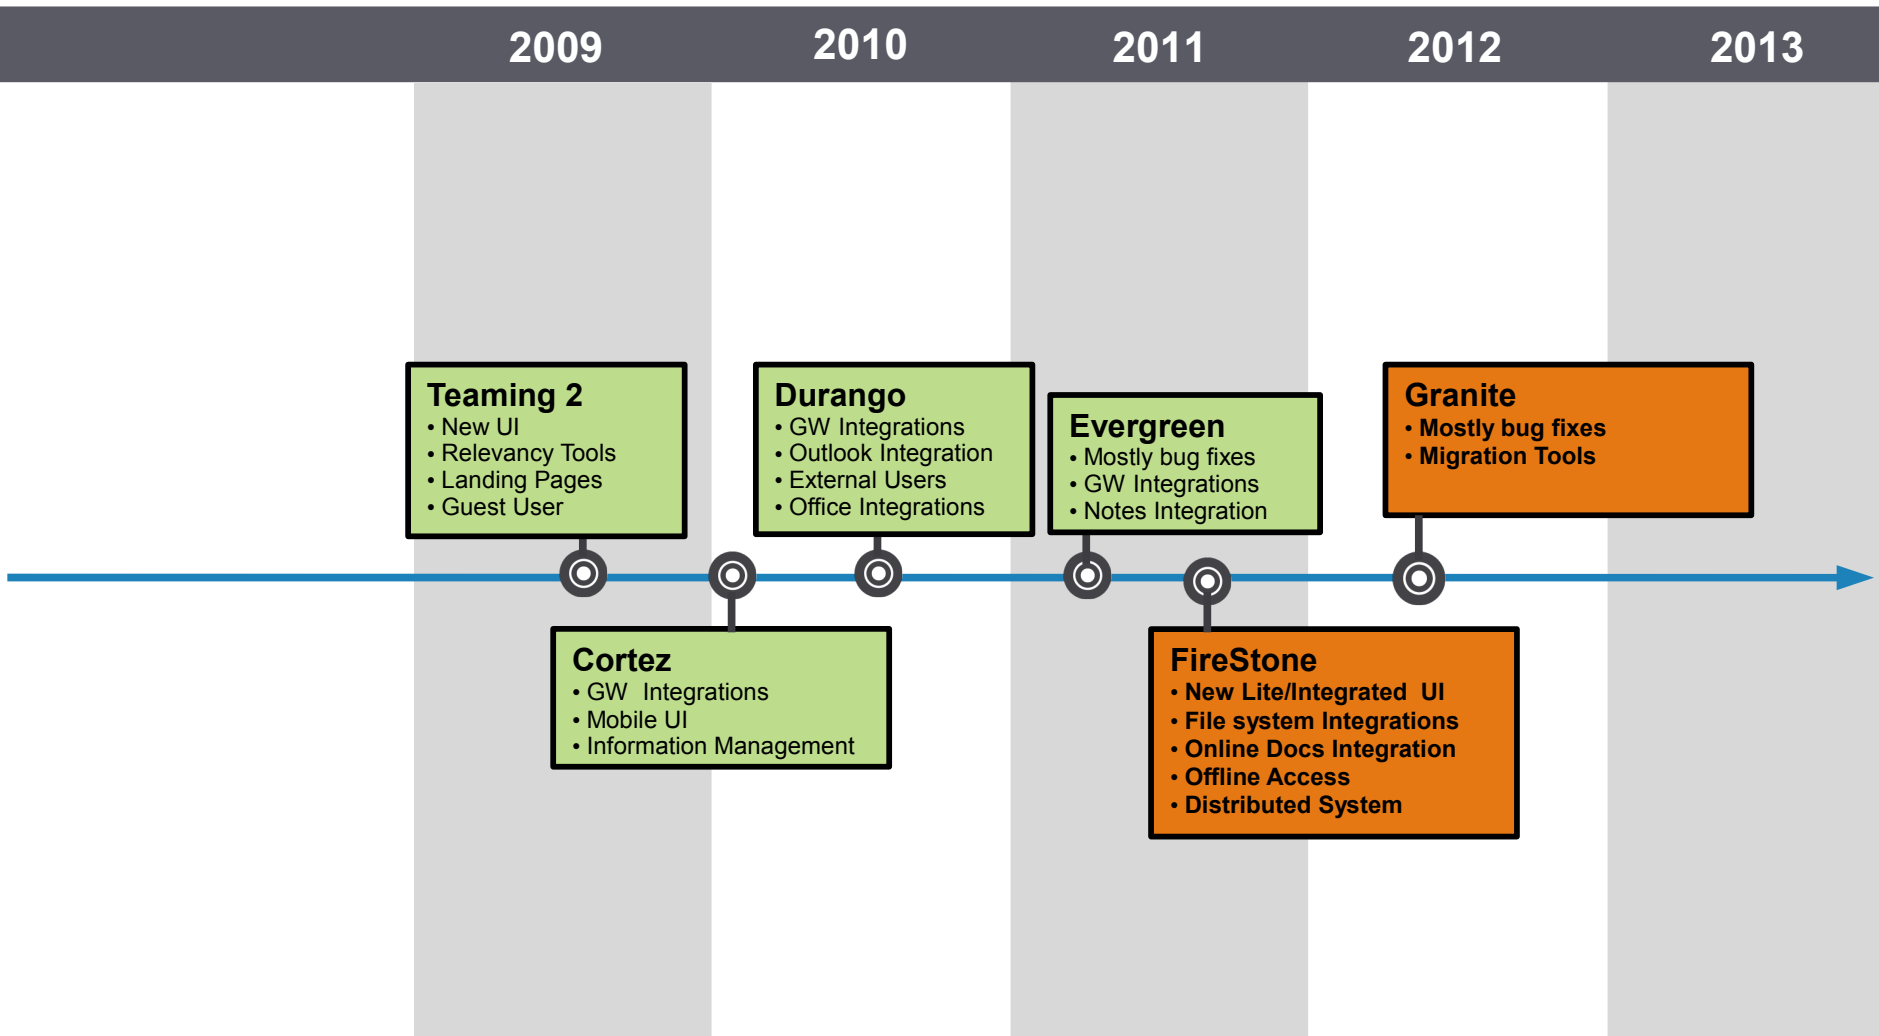 2009 2010 2011 2012 2013
Teaming 2
• New UI
• Relevancy Tools
• Landing Pages
• Guest User
Durango
• GW Integrations
• Outlook Integration
• External Users
• Office Integrations
Evergreen
• Mostly bug fixes
• GW Integrations
• Notes Integration
Granite
• Mostly bug fixes
• Migration Tools
Cortez
• GW  Integrations
• Mobile UI
• Information Management
FireStone
• New Lite/Integrated  UI
• File system Integrations
• Online Docs Integration
• Offline Access
• Distributed System